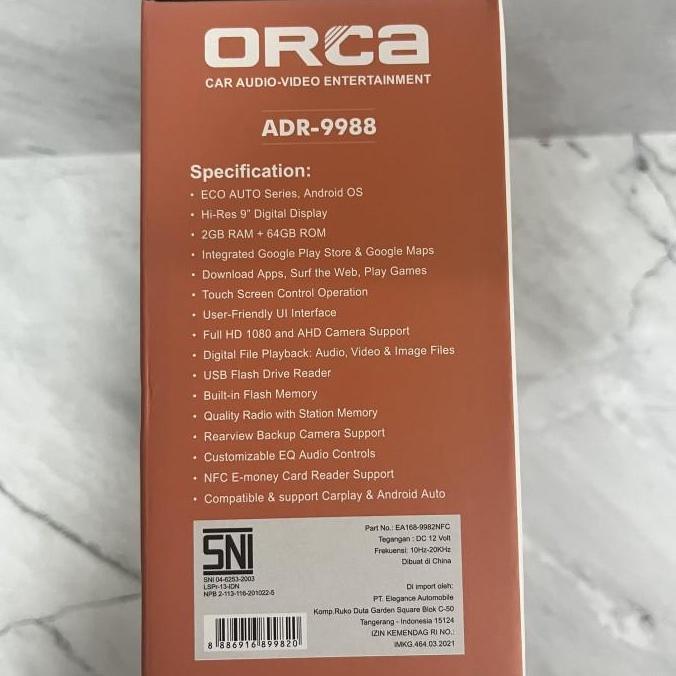 ORCA
CAR AUDIO-VIDEO ENTERTAINMENT
ADR-9988
Specification:
• ECO AUTO Series, Android OS
• Hi-Res 9" Digital Display
• 2GB RAM + 64GB ROM
• Integrated Google Play Store & Google Maps
• Download Apps, Surf the Web, Play Games
• Touch Screen Control Operation
• User-Friendly UI Interface
• Full HD 1080 and AHD Camera Support
• Digital File Playback: Audio, Video & Image Files
• USB Flash Drive Reader
• Built-in Flash Memory
• Quality Radio with Station Memory
• Rearview Backup Camera Support
• Customizable EQ Audio Controls
• NFC E-money Card Reader Support
• Compatible & support Carplay & Android Auto
SNI
SNI 04-6253-2003
LSPr-13-IDN
NPB 2-113-116-201022-5
8 886916 899820
Part No.: EA168-9982NFC
Tegangan : DC 12 Volt
Frekuensi: 10Hz-20KHz
Dibuat di China
Di import oleh:
PT. Elegance Automobile
Komp.Ruko Duta Garden Square Blok C-50
Tangerang - Indonesia 15124
IZIN KEMENDAG RI NO.:
IMKG.464.03.2021